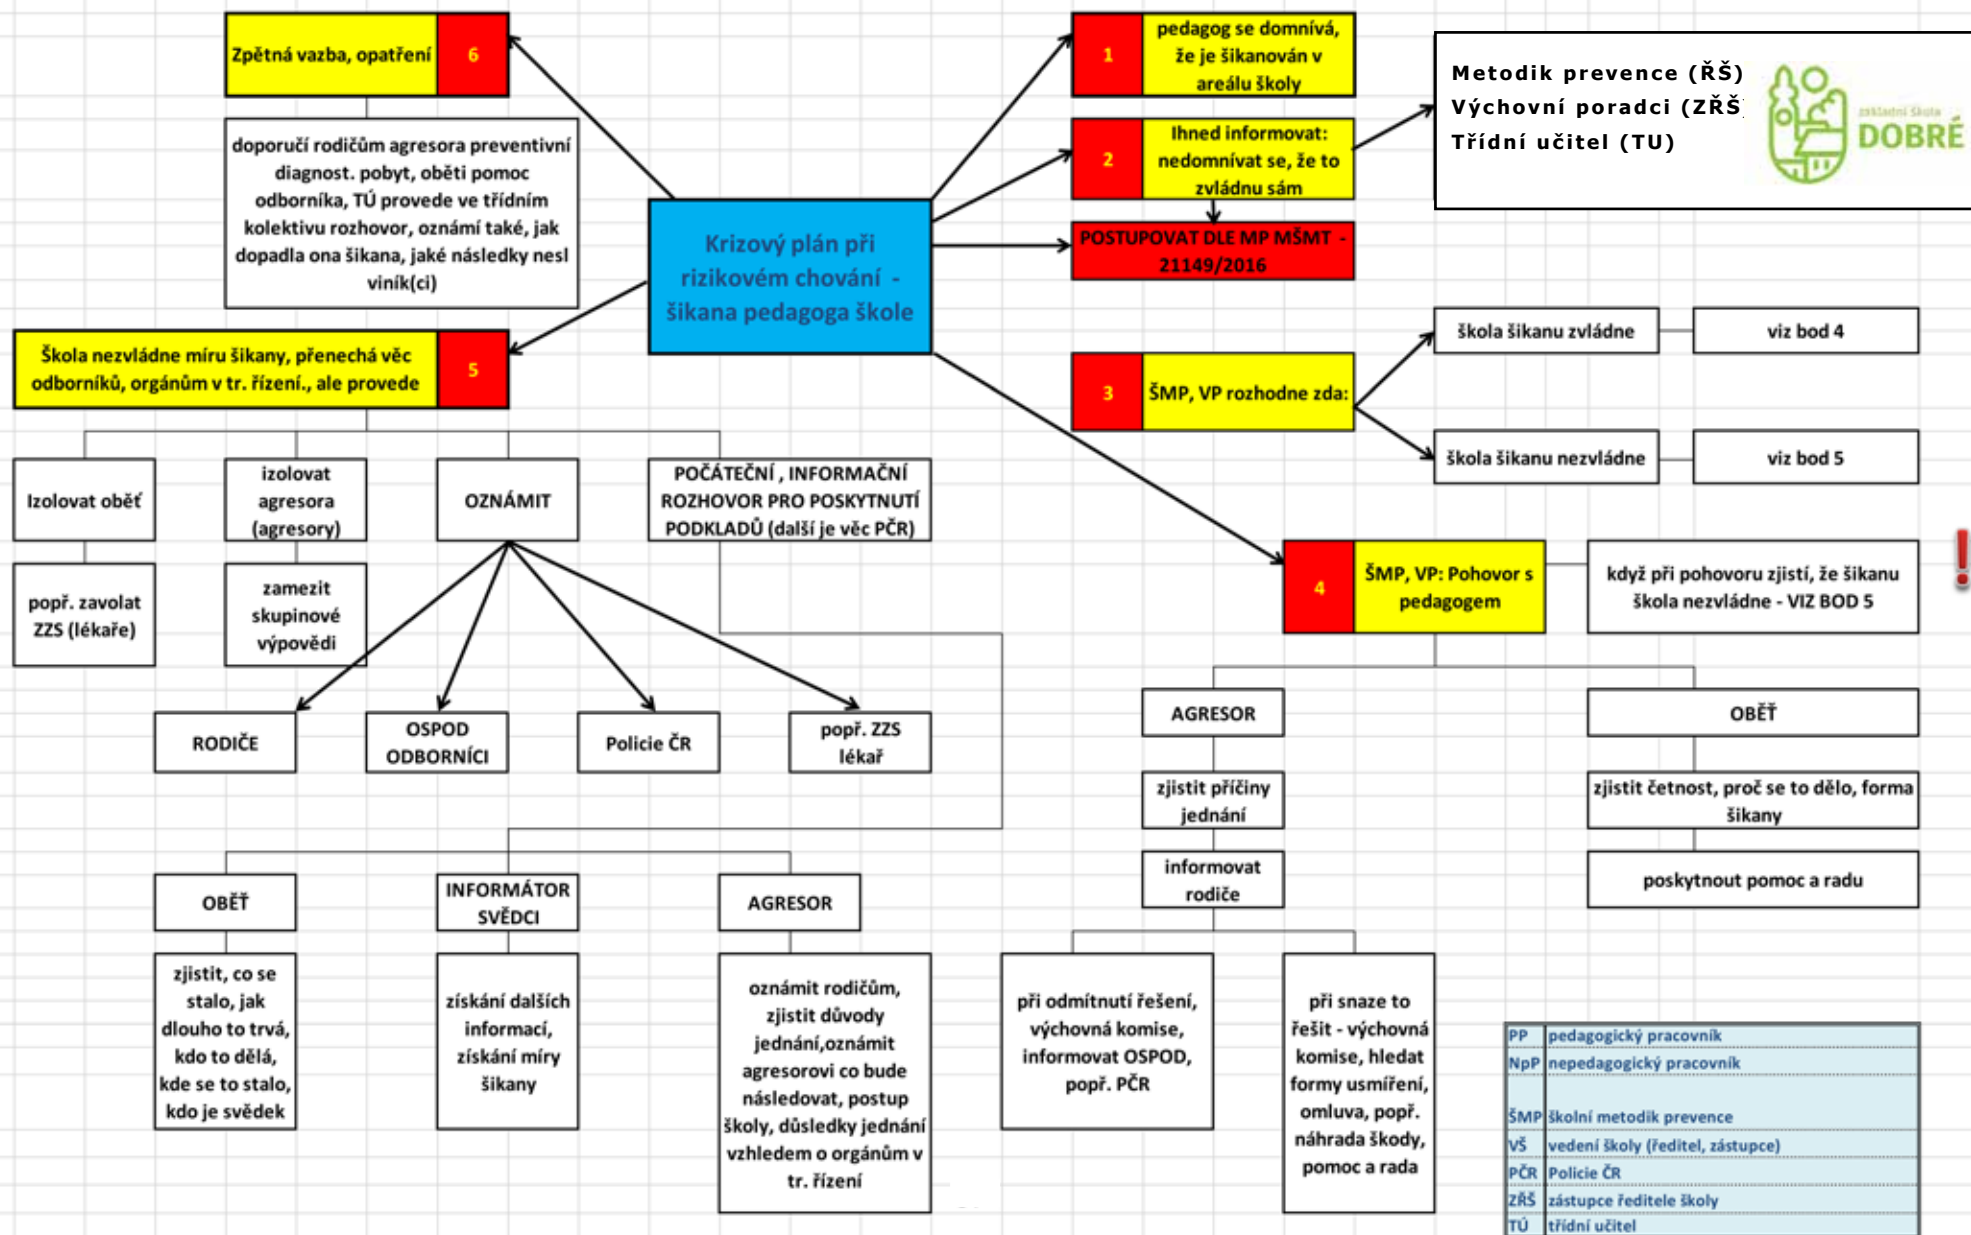 Zpětná vazba, opatření
6
doporučí rodičům agresora preventivní
diagnost. pobyt, oběti pomoc
odborníka, TÚ provede ve třídním
kolektivu rozhovor, oznámí také, jak
dopadla ona šikana, jaké následky nesl
viník(ci)
Krizový plán při
rizikovém chování -
šikana pedagoga škole
1
pedagog se domnívá,
že je šikanován v
areálu školy
2
Ihned informovat:
nedomnívat se, že to
zvládnu sám
Metodik prevence (ŘŠ)
Výchovní poradci (ZŘŠ
Třídní učitel (TU)
základní škola
DOBRÉ
POSTUPOVAT DLE MP MŠMT -
21149/2016
3
ŠMP, VP rozhodne zda:
škola šikanu zvládne
viz bod 4
škola šikanu nezvládne
viz bod 5
4
ŠMP, VP: Pohovor s
pedagogem
když při pohovoru zjistí, že šikanu
škola nezvládne - VIZ BOD 5
!
AGRESOR
zjistit příčiny
jednání
informovat
rodiče
při odmítnutí řešení,
výchovná komise,
informovat OSPOD,
popř. PČR
při snaze to
řešit - výchovná
komise, hledat
formy usmíření,
omluva, popř.
náhrada škody,
pomoc a rada
OBĚŤ
zjistit četnost, proč se to dělo, forma
šikany
poskytnout pomoc a radu
Škola nezvládne míru šikany, přenechá věc
odborníků, orgánům v tr. řízení., ale provede
5
Izolovat oběť
popř. zavolat
ZZS (lékaře)
izolovat
agresora
(agresory)
zamezit
skupinové
výpovědi
OZNÁMIT
RODIČE
OSPOD
ODBORNÍCI
Policie ČR
popř. ZZS
lékař
POČÁTEČNÍ , INFORMAČNÍ
ROZHOVOR PRO POSKYTNUTÍ
PODKLADŮ (další je věc PČR)
OBĚŤ
zjistit, co se
stalo, jak
dlouho to trvá,
kdo to dělá,
kde se to stalo,
kdo je svědek
INFORMÁTOR
SVĚDCI
získání dalších
informací,
získání míry
šikany
AGRESOR
oznámit rodičům,
zjistit důvody
jednání,oznámit
agresorovi co bude
následovat, postup
školy, důsledky jednání
vzhledem o orgánům v
tr. řízení
PP pedagogický pracovník
NpP nepedagogický pracovník
ŠMP školní metodik prevence
VŠ vedení školy (ředitel, zástupce)
PČR Policie ČR
ZŘŠ zástupce ředitele školy
TÚ třídní učitel